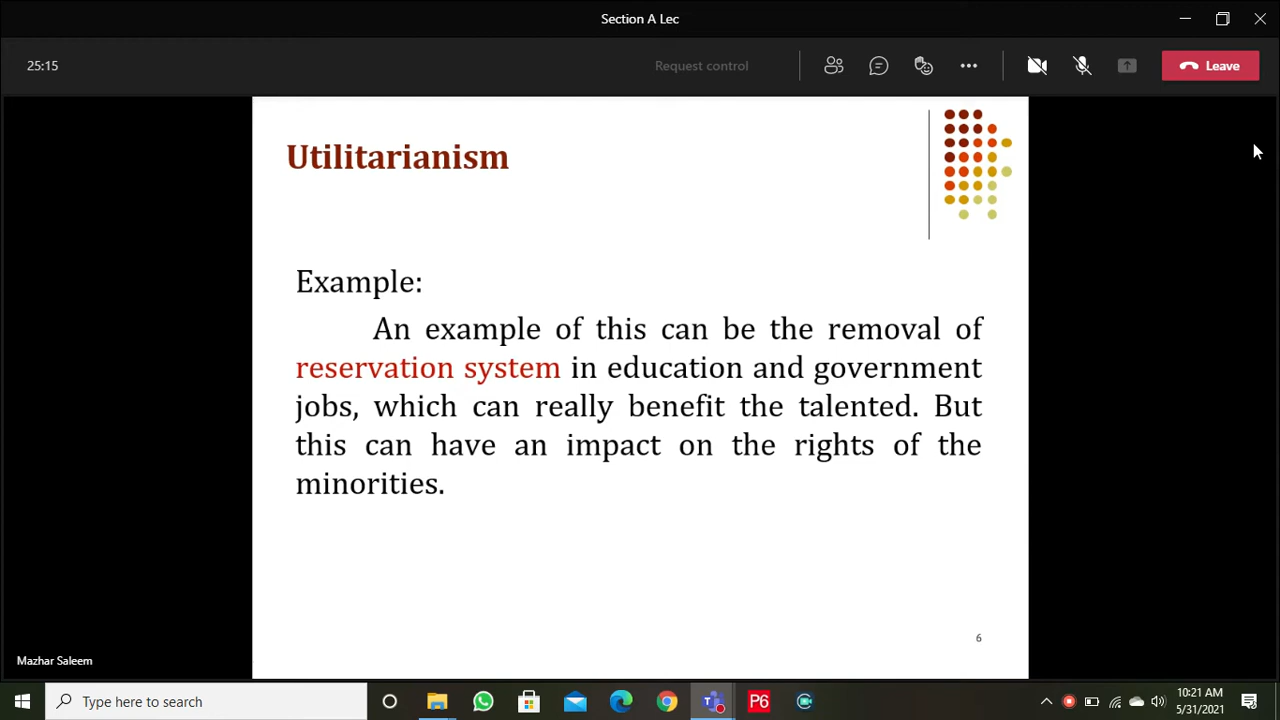 Section A Lec
25:15
Request control
Leave
Utilitarianism
Example:
An example of this can be the removal of
reservation system in education and government
jobs, which can really benefit the talented. But
this can have an impact on the rights of the
minorities.
6
Mazhar Saleem
Type here to search
P6
10:21 AM
5/31/2021